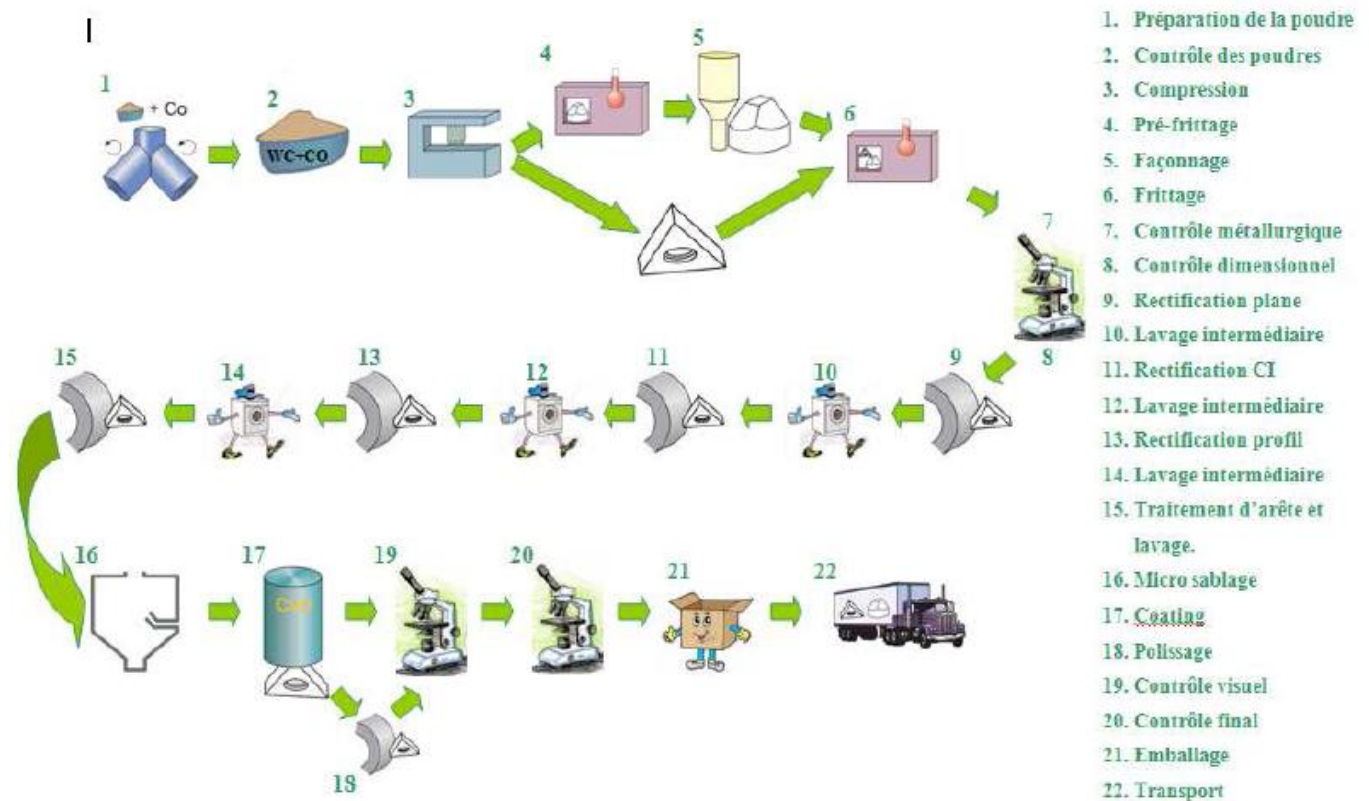 1
+ Co
2
WC+CO
3
4
5
6
7
8
9
10
11
12
13
14
15
16
17
18
19
20
21
22
1. Préparation de la poudre
2. Contrôle des poudres
3. Compression
4. Pré-frittage
5. Façonnage
6. Frittage
7. Contrôle métallurgique
8. Contrôle dimensionnel
9. Rectification plane
10. Lavage intermédiaire
11. Rectification CI
12. Lavage intermédiaire
13. Rectification profil
14. Lavage intermédiaire
15. Traitement d'arête et
lavage.
16. Micro sablage
17. Coating
18. Polissage
19. Contrôle visuel
20. Contrôle final
21. Emballage
22. Transport